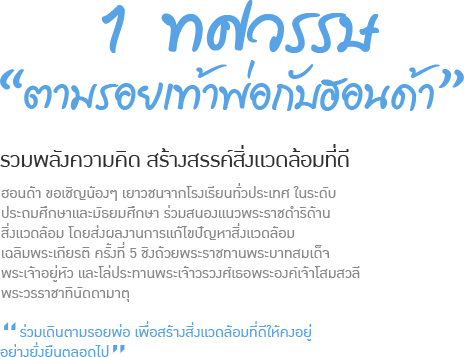 1 ทศวรรษ
“ตามรอยเท้าพ่อกับฮอนด้า”
รวมพลังความคิด สร้างสรรค์สิ่งแวดล้อมที่ดี
ฮอนด้า ขอเชิญน้องๆ เยาวชนจากโรงเรียนทั่วประเทศ ในระดับ
ประถมศึกษาและมัธยมศึกษา ร่วมสนองแนวพระราชดำริด้าน
สิ่งแวดล้อม โดยส่งผลงานการแก้ไขปัญหาสิ่งแวดล้อม
เฉลิมพระเกียรติ ครั้งที่ 5 ชิงถ้วยพระราชทานพระบาทสมเด็จ
พระเจ้าอยู่หัว และโล่ประทานพระเจ้าวรวงศ์เธอพระองค์เจ้าโสมสวลี
พระวรราชาทินัดดามาตุ
“ร่วมเดินตามรอยพ่อ เพื่อสร้างสิ่งแวดล้อมที่ดีให้คงอยู่
อย่างยั่งยืนตลอดไป”